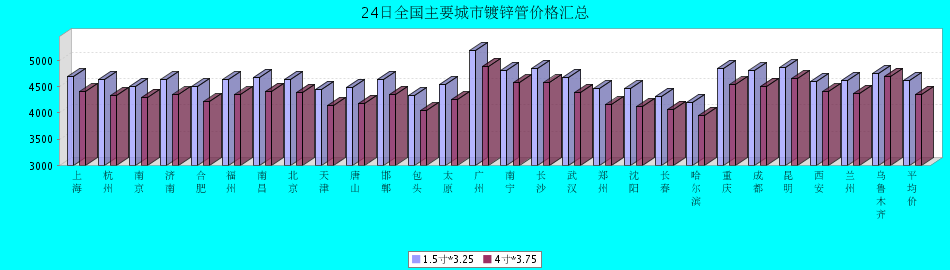 24日全国主要城市镀锌管价格汇总
5000
4500
4000
3500
3000
上海
杭州
南京
济南
合肥
福州
南昌
北京
天津
唐山
邯郸
包头
太原
广州
南宁
长沙
武汉
郑州
沈阳
长春
哈尔滨
重庆
成都
昆明
西安
兰州
乌鲁木齐
平均价
1.5寸*3.25
4寸*3.75